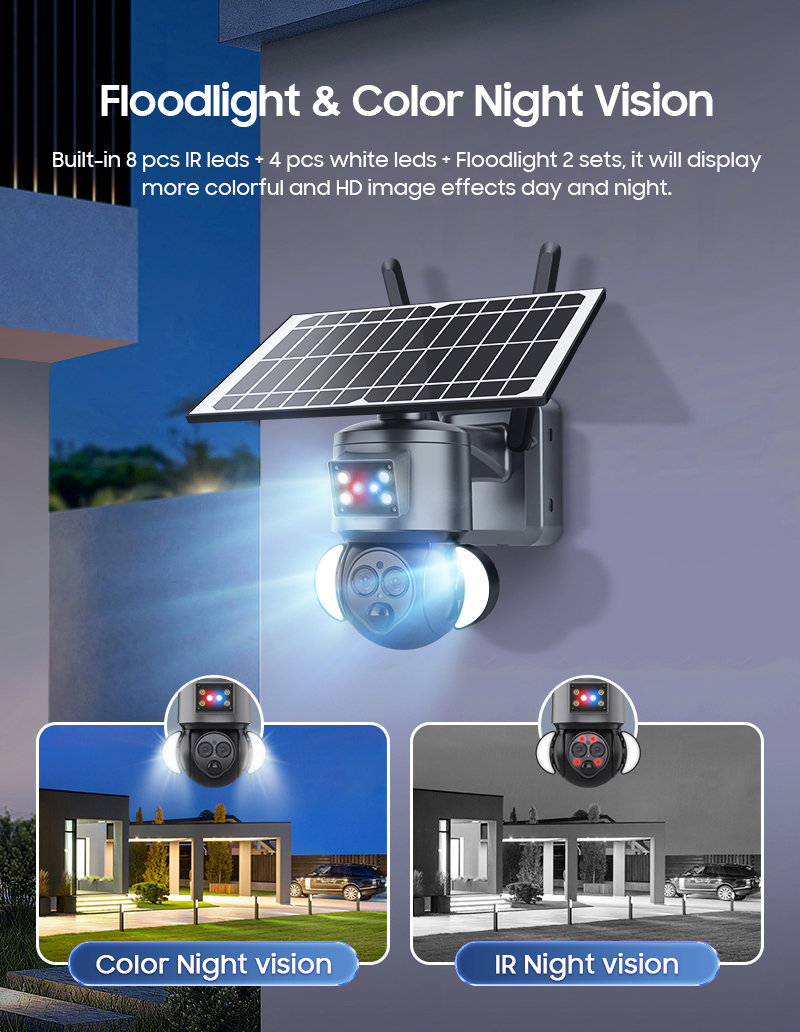 Floodlight & Color Night Vision
Built-in 8 pcs IR leds + 4 pcs white leds + Floodlight 2 sets, it will display
more colorful and HD image effects day and night.
Color Night vision
IR Night vision